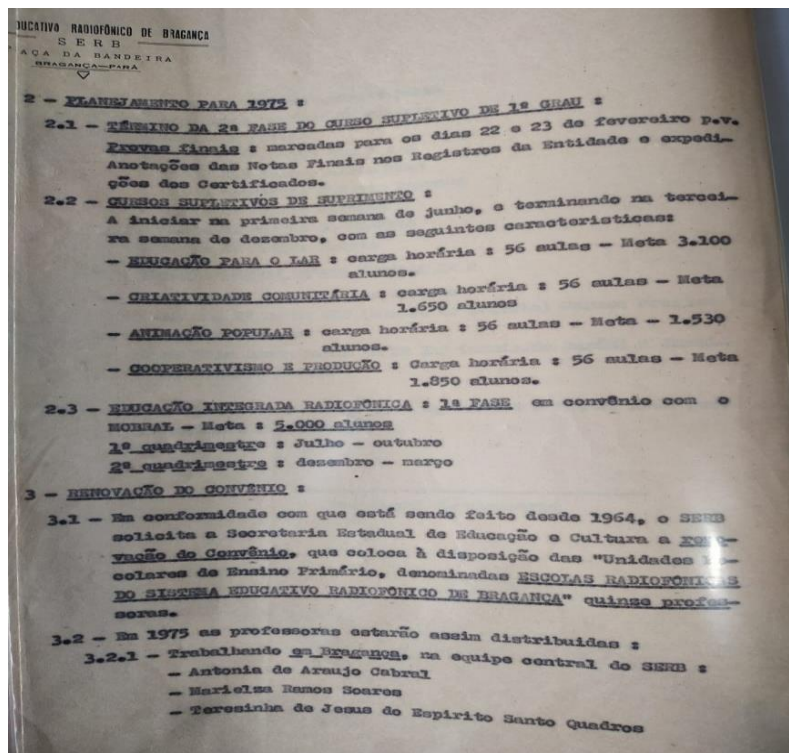 DUCATIVO RADIOFÔNICO DE BRAGANÇA
S E R B
AÇA DA BANDEIRA
BRAGANÇA—PARÁ
2 - PLANEJAMENTO PARA 1975 :
2.1 - TÉRMINO DA 2ª FASE DO CURSO SUPLETIVO DE 1º GRAU :
Provas finais : marcadas para os dias 22 e 23 de fevereiro p.v.
Anotações das Notas Finais nos Registros da Entidade e expedi-
ções dos Certificados.
2.2 - CURSOS SUPLETIVOS DE SUPRIMENTO :
A iniciar na primeira semana de junho, e terminando na tercei-
ra semana de dezembro, com as seguintes caracteristicas:
- EDUCAÇÃO PARA O LAR : carga horária : 56 aulas - Meta 3.100
alunos.
- CRIATIVIDADE COMUNITÁRIA : carga horária : 56 aulas - Meta
1.650 alunos
- ANIMAÇÃO POPULAR : carga horária : 56 aulas - Meta - 1.530
alunos.
- COOPERATIVISMO E PRODUÇÃO : Carga horária : 56 aulas - Meta
1.850 alunos.
2.3 - EDUCAÇÃO INTEGRADA RADIOFÔNICA : 1ª FASE em convênio com o
MOBRAL - Meta : 5.000 alunos
1º quadrimestre : Julho - outubro
2º quadrimestre : dezembro - março
3 - RENOVAÇÃO DO CONVÊNIO :
3.1 - Em conformidade com que está sendo feito desde 1964, o SERB
solicita a Secretaria Estadual de Educação e Cultura a reno-
vação do Convênio, que coloca à disposição das "Unidades Es-
colares de Ensino Primário, denominadas ESCOLAS RADIOFÔNICAS
DO SISTEMA EDUCATIVO RADIOFÔNICO DE BRAGANÇA" quinze profes-
soras.
3.2 - Em 1975 as professoras estarão assim distribuidas :
3.2.1 - Trabalhando em Bragança, na equipe central do SERB :
- Antonia de Araujo Cabral
- Marielza Ramos Soares
- Teresinha de Jesus do Espirito Santo Quadros